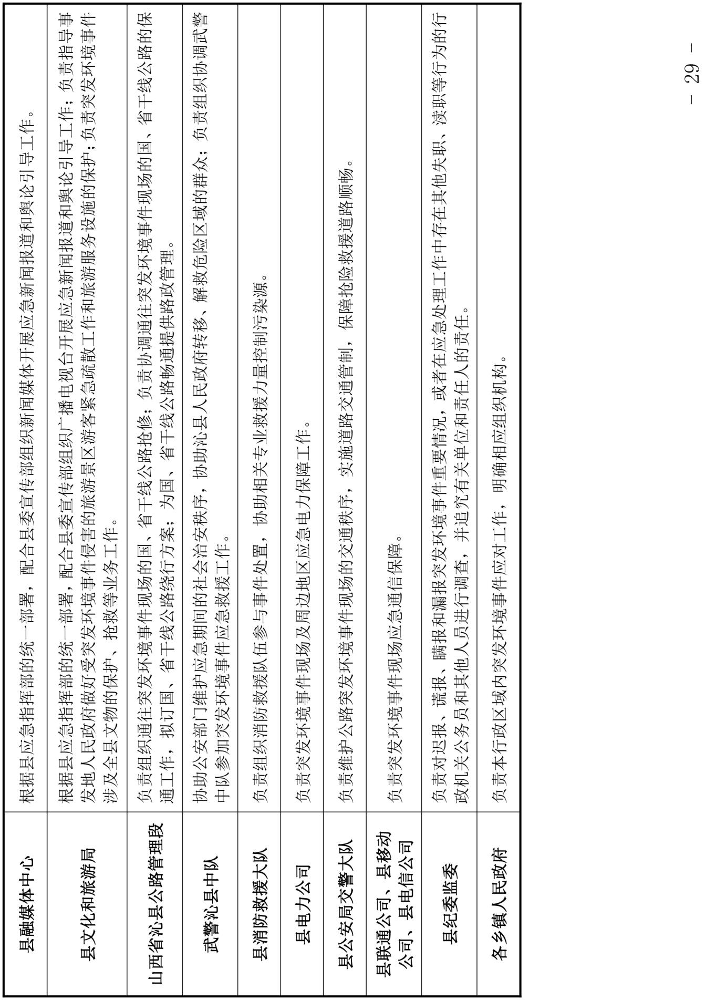 县融媒体中心
根据县应急指挥部的统一部署，配合县委宣传部组织新闻媒体开展应急新闻报道和舆论引导工作。
县文化和旅游局
根据县应急指挥部的统一部署，配合县委宣传部组织广播电视台开展应急新闻报道和舆论引导工作；负责指导事
发地人民政府做好受突发环境事件侵害的旅游景区游客紧急疏散工作和旅游服务设施的保护；负责突发环境事件
涉及全县文物的保护、抢救等业务工作。
山西省沁县公路管理段
负责组织通往突发环境事件现场的国、省干线公路抢修；负责协调通往突发环境事件现场的国、省干线公路的保
通工作，拟订国、省干线公路绕行方案；为国、省干线公路畅通提供路政管理。
武警沁县中队
协助公安部门维护应急期间的社会治安秩序，协助沁县人民政府转移、解救危险区域的群众；负责组织协调武警
中队参加突发环境事件应急救援工作。
县消防救援大队
负责组织消防救援队伍参与事件处置，协助相关专业救援力量控制污染源。
县电力公司
负责突发环境事件现场及周边地区应急电力保障工作。
县公安局交警大队
负责维护公路突发环境事件现场的交通秩序，实施道路交通管制，保障抢险救援道路顺畅。
县联通公司、县移动
公司、县电信公司
负责突发环境事件现场应急通信保障。
县纪委监委
负责对迟报、谎报、瞒报和漏报突发环境事件重要情况，或者在应急处理工作中存在其他失职、渎职等行为的行
政机关公务员和其他人员进行调查，并追究有关单位和责任人的责任。
各乡镇人民政府
负责本行政区域内突发环境事件应对工作，明确相应组织机构。
- 29 -